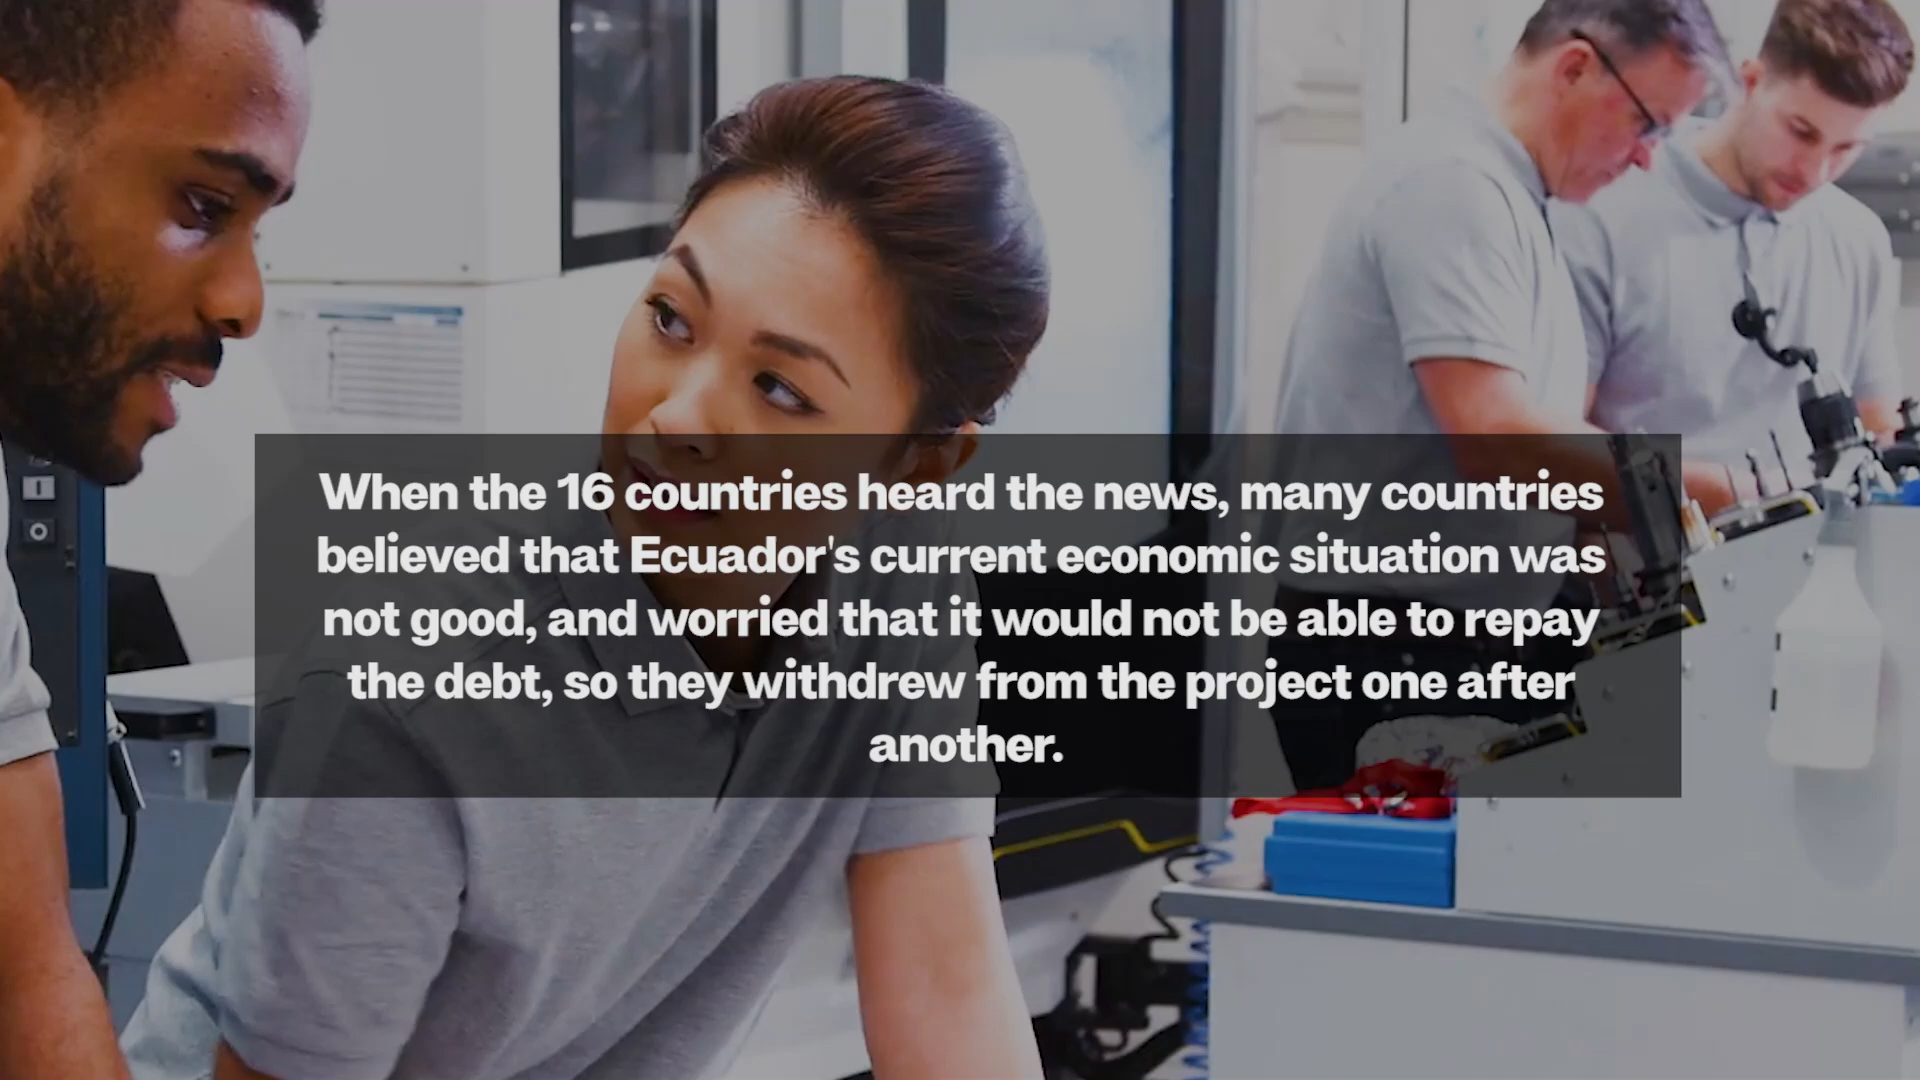 When the 16 countries heard the news, many countries
believed that Ecuador's current economic situation was
not good, and worried that it would not be able to repay
the debt, so they withdrew from the project one after
another.